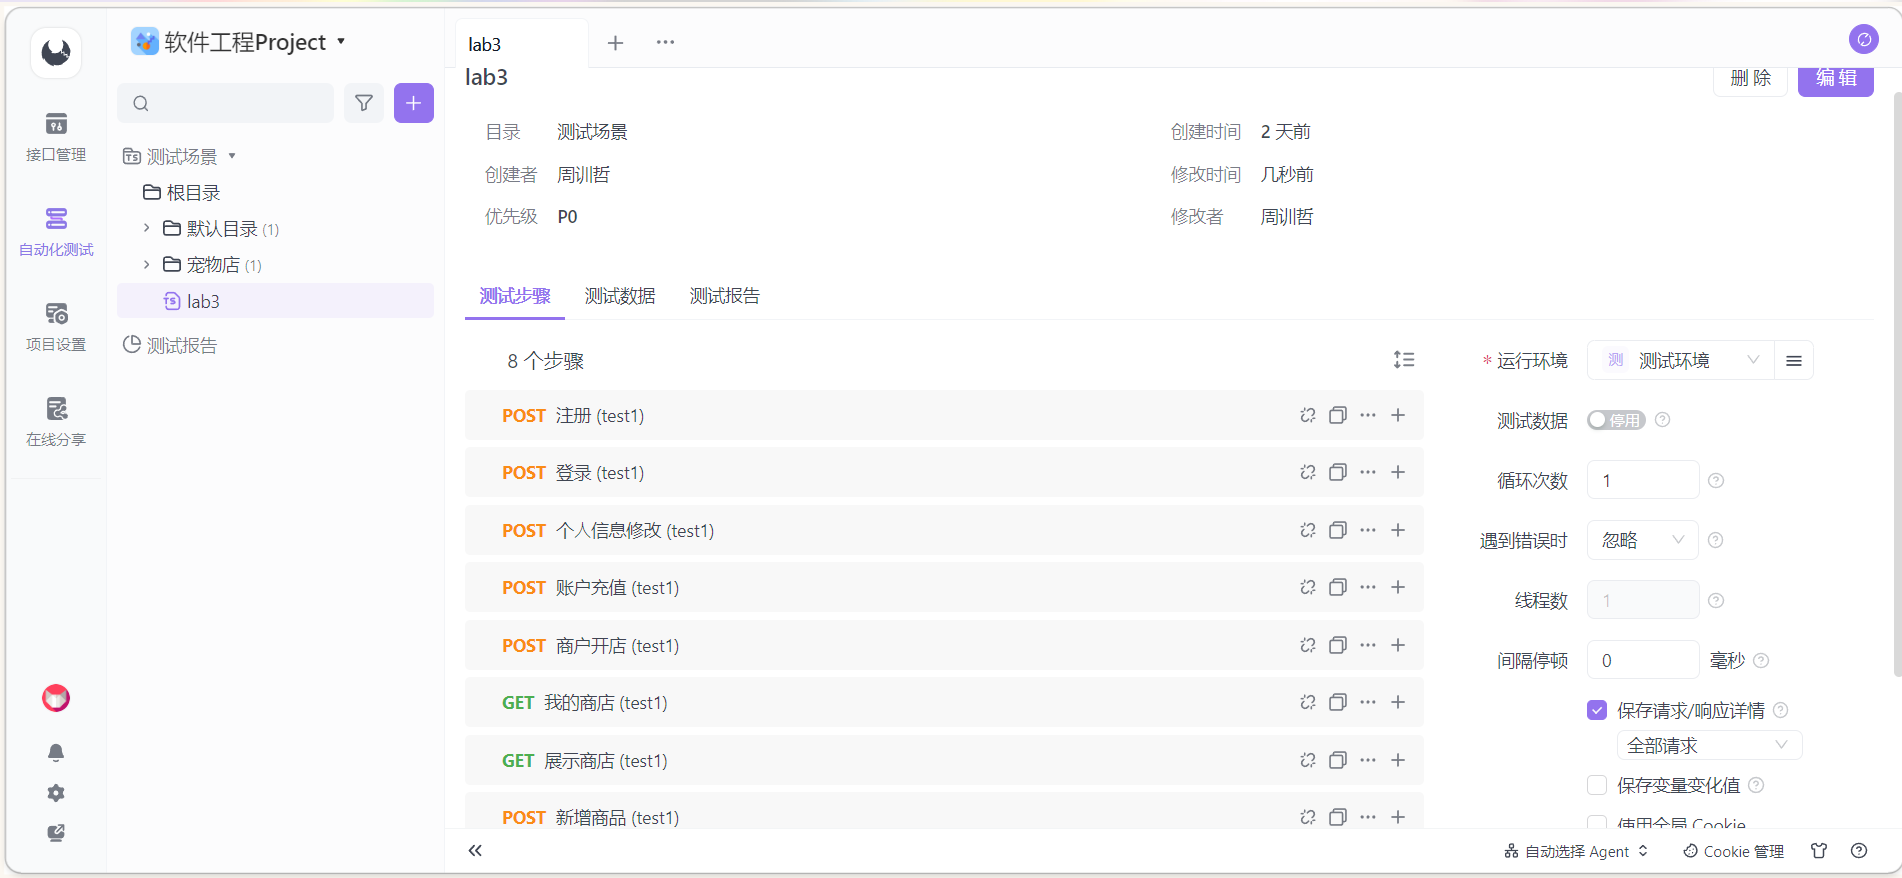 软件工程Project
接口管理
自动化测试
项目设置
在线分享
测试场景
根目录
默认目录 (1)
宠物店 (1)
lab3
测试报告
lab3
lab3
删 除
编 辑
目录 测试场景
创建时间 2 天前
创建者 周训哲
修改时间 几秒前
优先级 P0
修改者 周训哲
测试步骤 测试数据 测试报告
8 个步骤
POST 注册 (test1)
POST 登录 (test1)
POST 个人信息修改 (test1)
POST 账户充值 (test1)
POST 商户开店 (test1)
GET 我的商店 (test1)
GET 展示商店 (test1)
POST 新增商品 (test1)
* 运行环境 测 测试环境
测试数据 停用
循环次数 1
遇到错误时 忽略
线程数 1
间隔停顿 0 毫秒
保存请求/响应详情
全部请求
保存变量变化值
使用全局 Cookie
自动选择 Agent
Cookie 管理